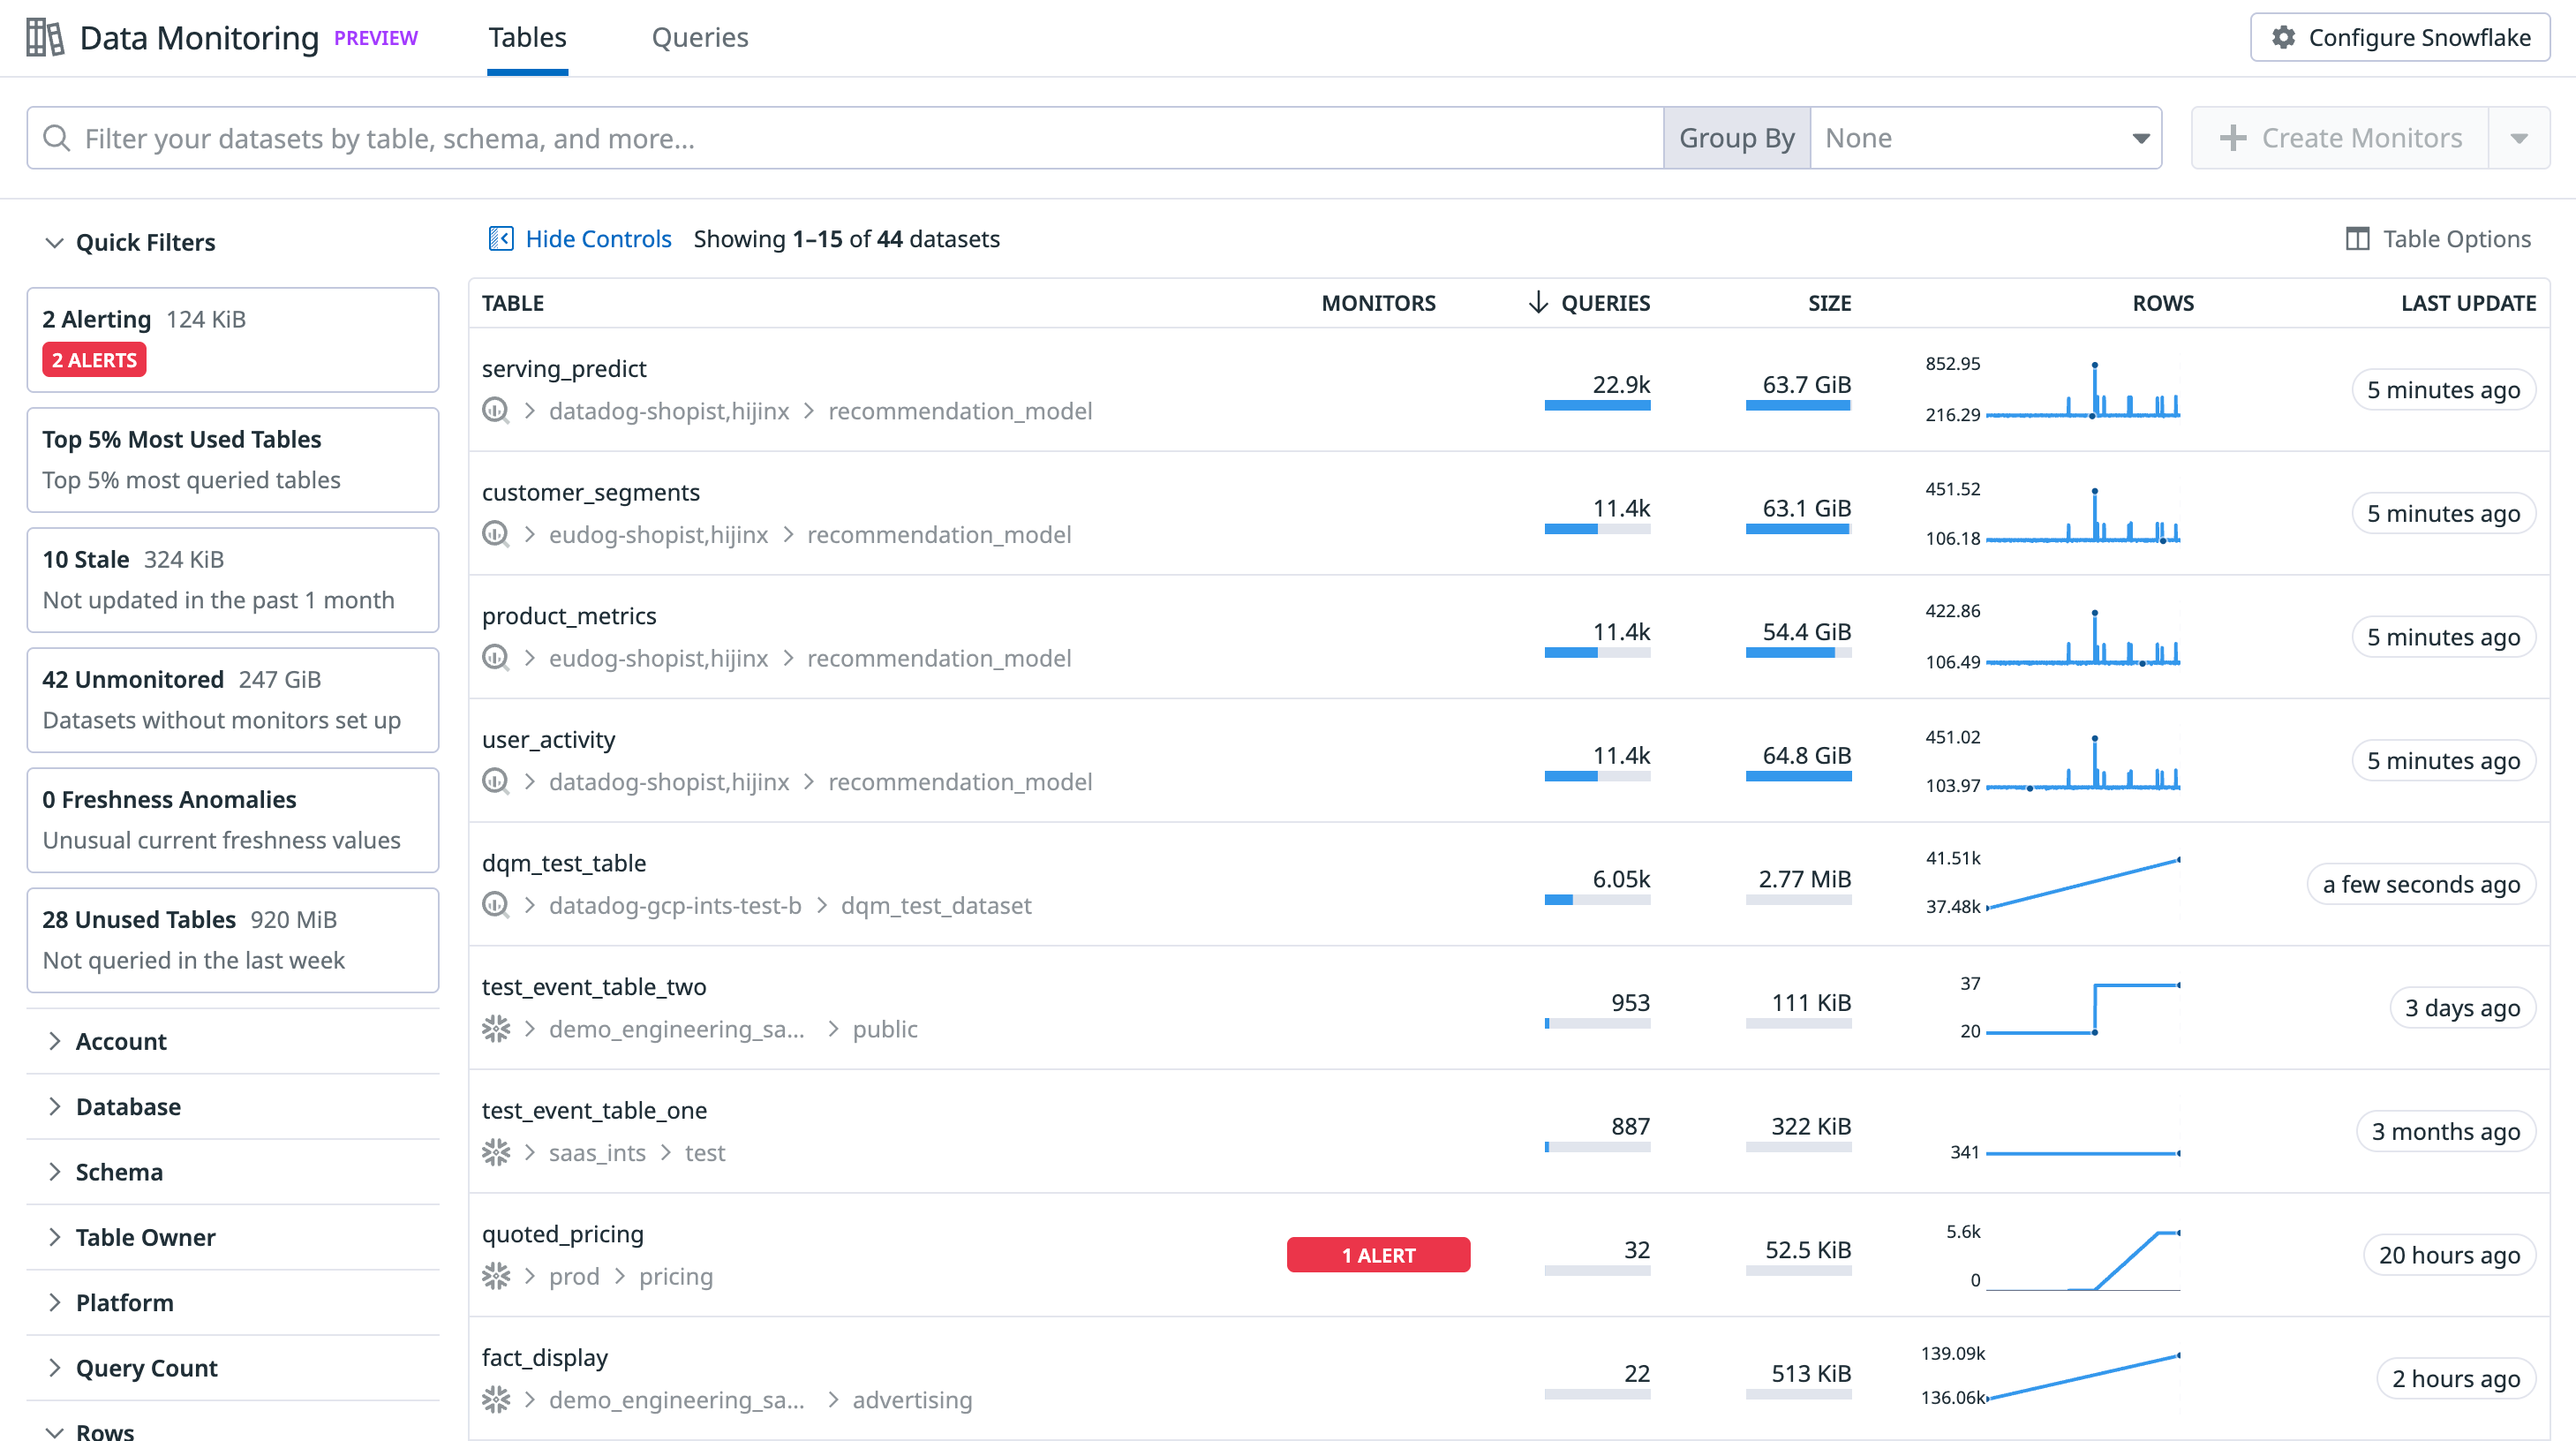 Data Monitoring PREVIEW Tables Queries Configure Snowflake
Filter your datasets by table, schema, and more... Group By None Create Monitors
Quick Filters
2 Alerting 124 KiB
2 ALERTS
Top 5% Most Used Tables
Top 5% most queried tables
10 Stale 324 KiB
Not updated in the past 1 month
42 Unmonitored 247 GiB
Datasets without monitors set up
0 Freshness Anomalies
Unusual current freshness values
28 Unused Tables 920 MiB
Not queried in the last week
Account
Database
Schema
Table Owner
Platform
Query Count
Rows
Hide Controls Showing 1–15 of 44 datasets Table Options
TABLE MONITORS QUERIES SIZE ROWS LAST UPDATE
serving_predict 22.9k 63.7 GiB 852.95 5 minutes ago
datadog-shopist,hijinx recommendation_model 216.29
customer_segments 11.4k 63.1 GiB 451.52 5 minutes ago
eudog-shopist,hijinx recommendation_model 106.18
product_metrics 11.4k 54.4 GiB 422.86 5 minutes ago
eudog-shopist,hijinx recommendation_model 106.49
user_activity 11.4k 64.8 GiB 451.02 5 minutes ago
datadog-shopist,hijinx recommendation_model 103.97
dqm_test_table 6.05k 2.77 MiB 41.51k a few seconds ago
datadog-gcp-ints-test-b dqm_test_dataset 37.48k
test_event_table_two 953 111 KiB 37 3 days ago
demo_engineering_sa... public 20
test_event_table_one 887 322 KiB 3 months ago
saas_ints test 341
quoted_pricing 1 ALERT 32 52.5 KiB 5.6k 20 hours ago
prod pricing 0
fact_display 22 513 KiB 139.09k 2 hours ago
demo_engineering_sa... advertising 136.06k